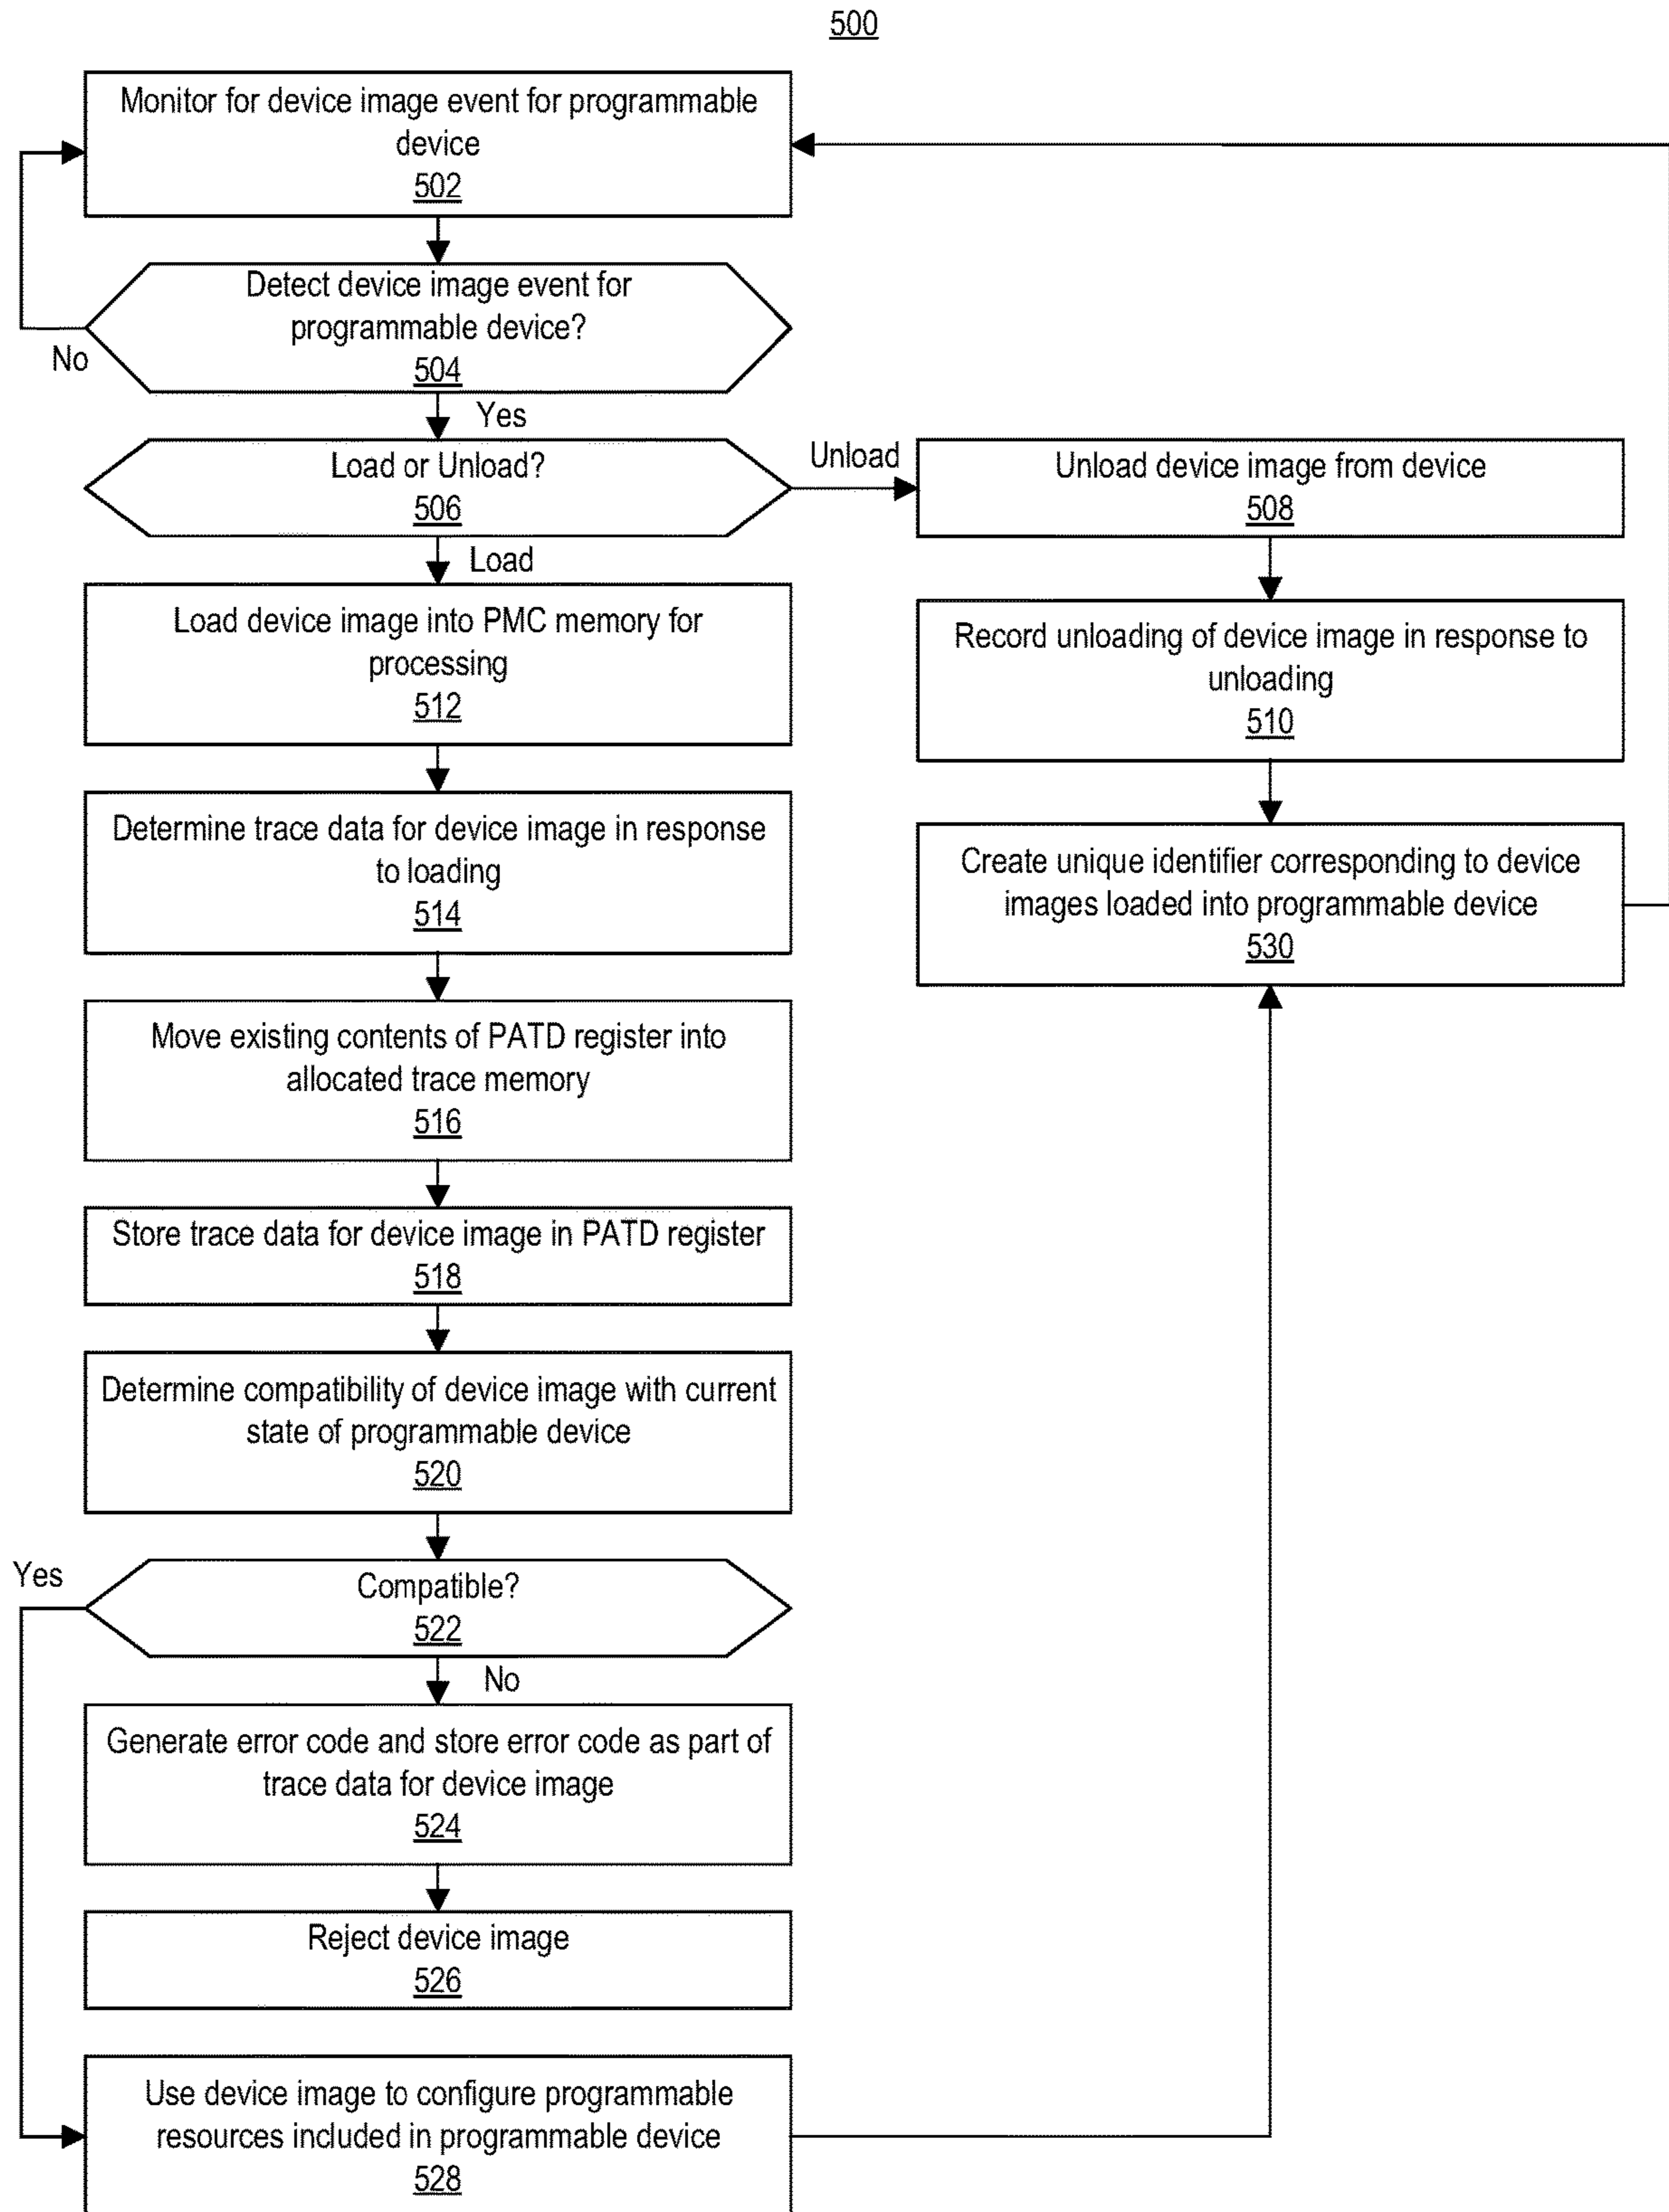 500
Monitor for device image event for programmable
device
502
Detect device image event for
programmable device?
504
No
Yes
Load or Unload?
506
Unload
Unload device image from device
508
Load
Load device image into PMC memory for
processing
512
Record unloading of device image in response to
unloading
510
Determine trace data for device image in response
to loading
514
Create unique identifier corresponding to device
images loaded into programmable device
530
Move existing contents of PATD register into
allocated trace memory
516
Store trace data for device image in PATD register
518
Determine compatibility of device image with current
state of programmable device
520
Yes
Compatible?
522
No
Generate error code and store error code as part of
trace data for device image
524
Reject device image
526
Use device image to configure programmable
resources included in programmable device
528